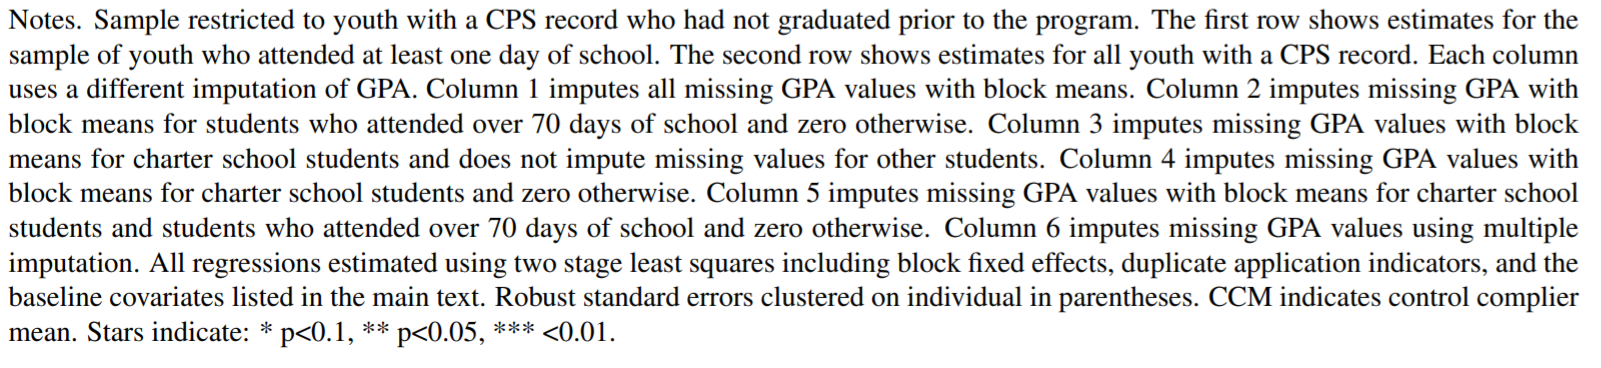 Notes. Sample restricted to youth with a CPS record who had not graduated prior to the program. The first row shows estimates for the
sample of youth who attended at least one day of school. The second row shows estimates for all youth with a CPS record. Each column
uses a different imputation of GPA. Column 1 imputes all missing GPA values with block means. Column 2 imputes missing GPA with
block means for students who attended over 70 days of school and zero otherwise. Column 3 imputes missing GPA values with block
means for charter school students and does not impute missing values for other students. Column 4 imputes missing GPA values with
block means for charter school students and zero otherwise. Column 5 imputes missing GPA values with block means for charter school
students and students who attended over 70 days of school and zero otherwise. Column 6 imputes missing GPA values using multiple
imputation. All regressions estimated using two stage least squares including block fixed effects, duplicate application indicators, and the
baseline covariates listed in the main text. Robust standard errors clustered on individual in parentheses. CCM indicates control complier
mean. Stars indicate: * p<0.1, ** p<0.05, *** <0.01.